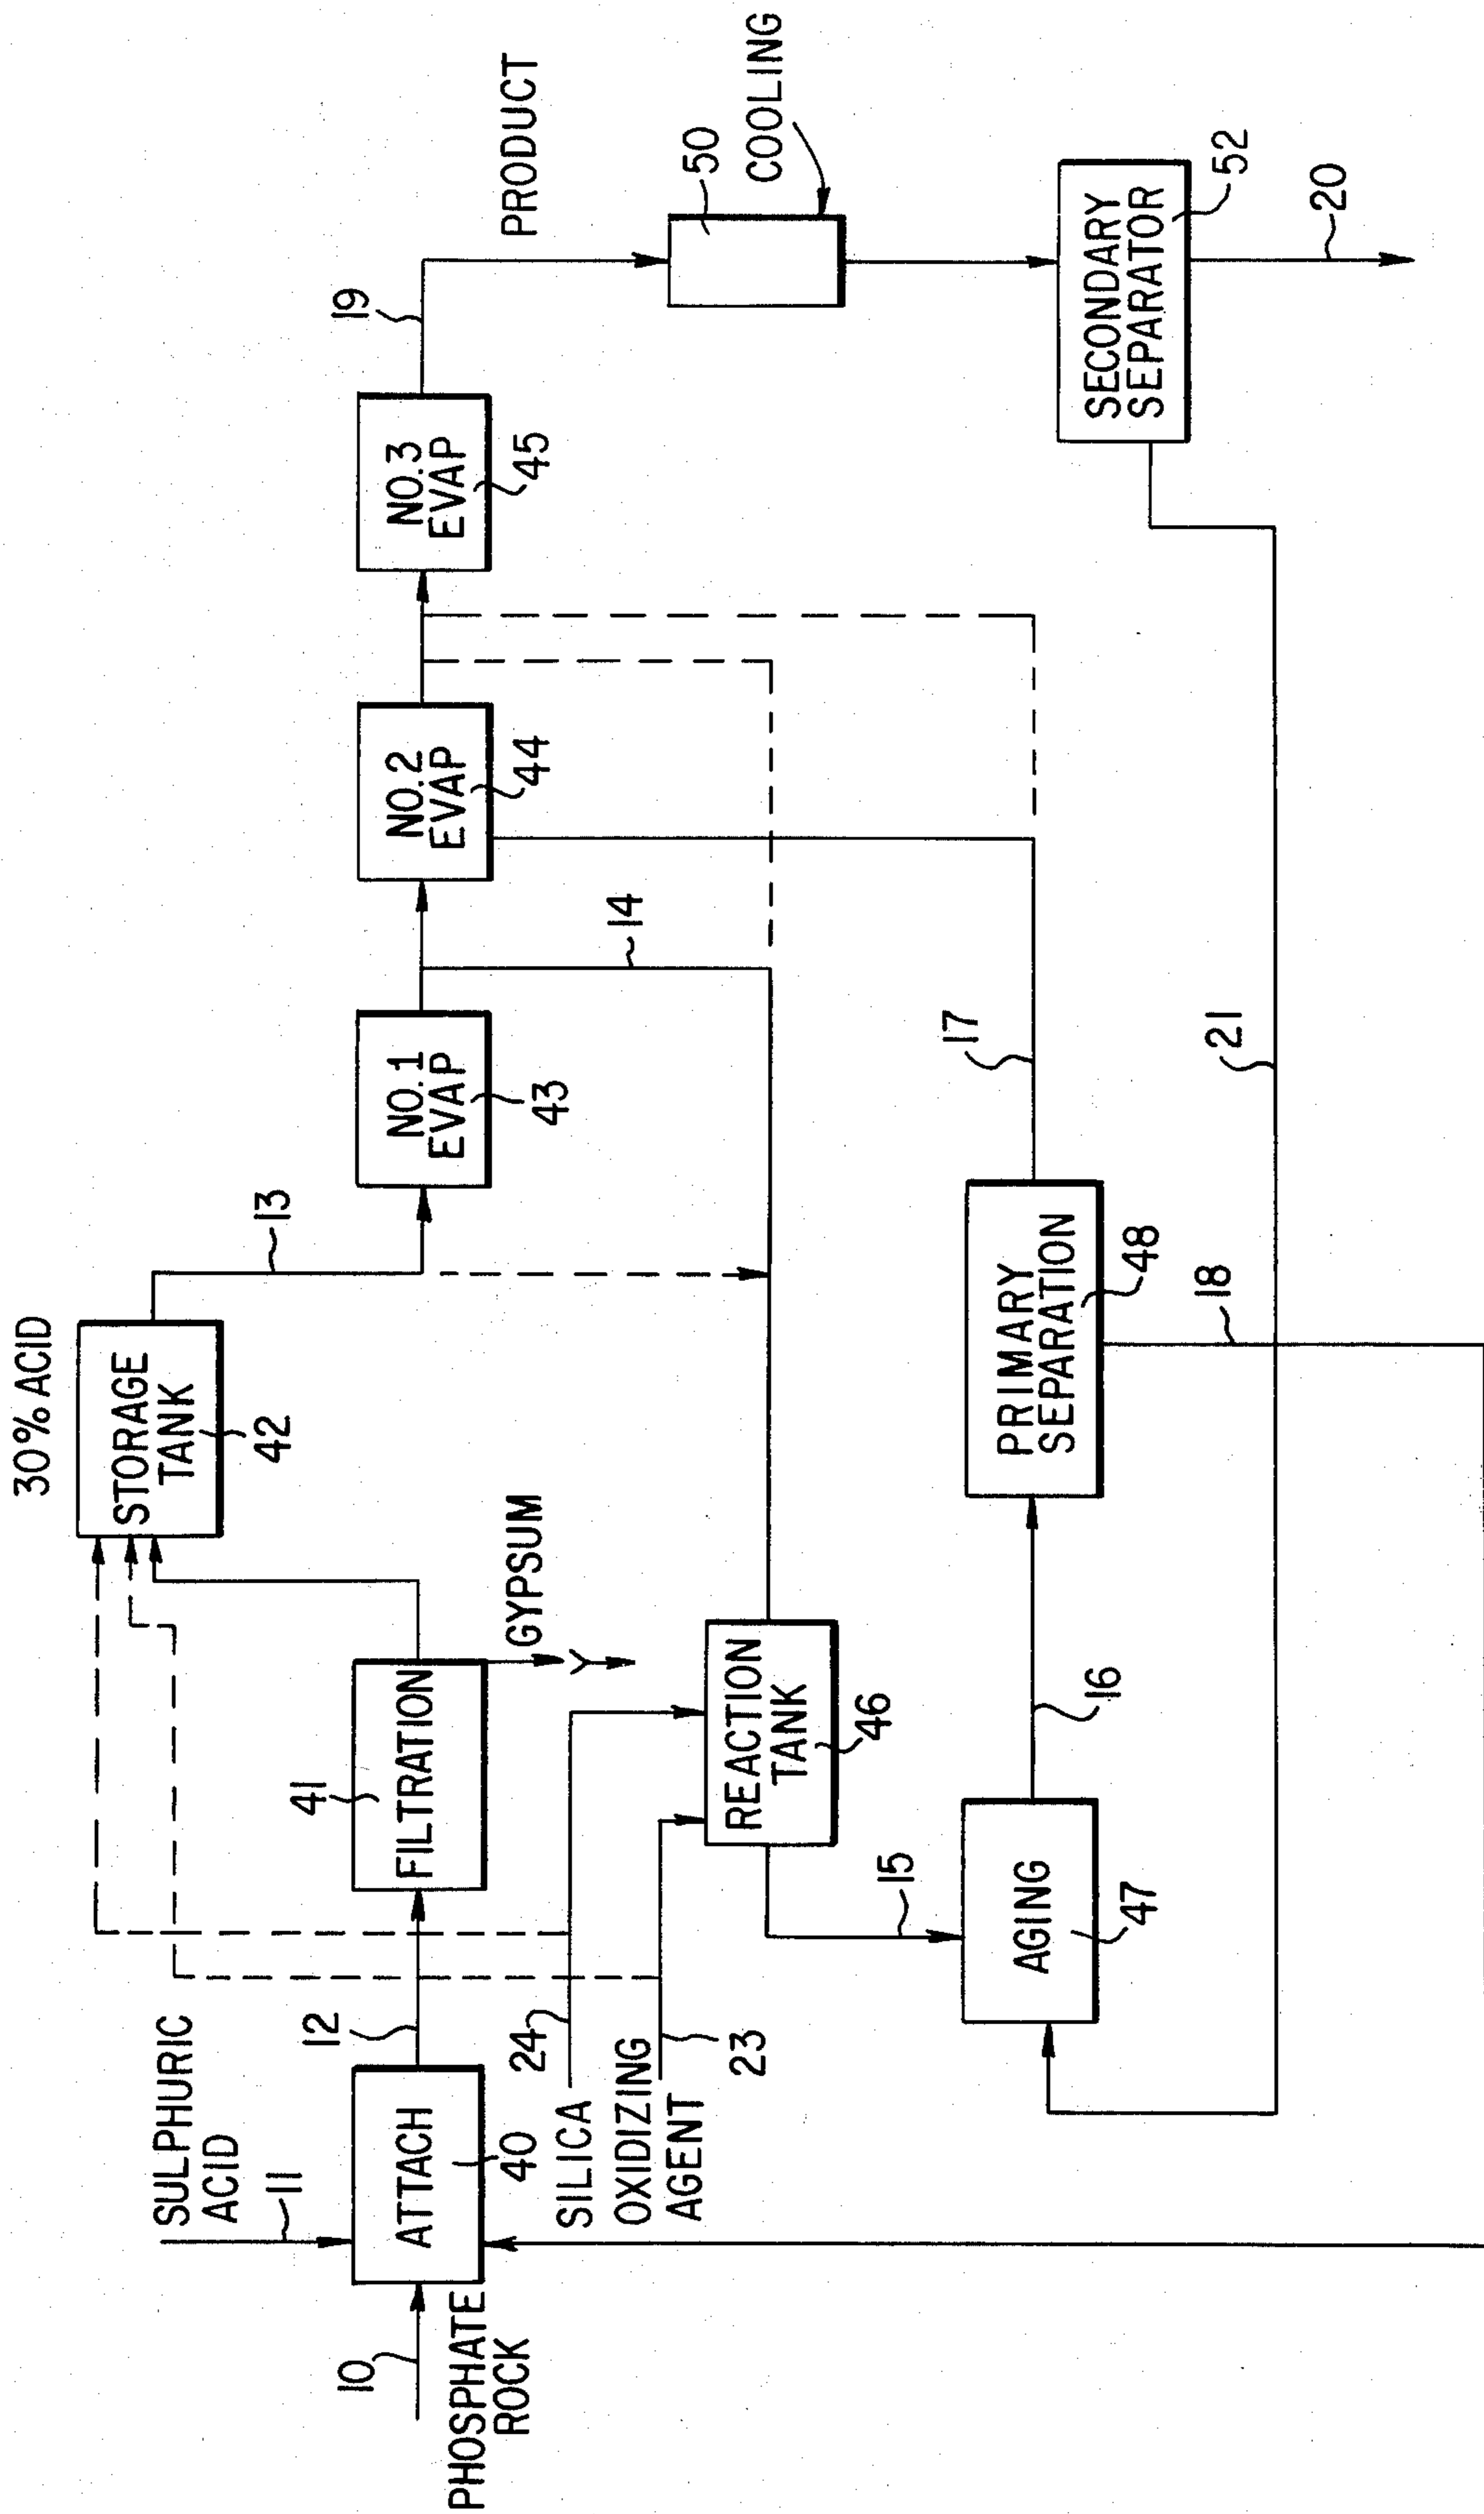 30% ACID
STORAGE
TANK
42
13
SULPHURIC
ACID
11
12
41
19
10
ATTACH
40
FILTRATION
GYPSUM
NO.1
EVAP
43
NO.2
EVAP
44
NO.3
EVAP
45
PRODUCT
PHOSPHATE
ROCK
24
SILICA
OXIDIZING
AGENT
23
REACTION
TANK
46
14
50
COOLING
15
AGING
47
16
PRIMARY
SEPARATION
48
17
18
21
SECONDARY
SEPARATOR
52
20